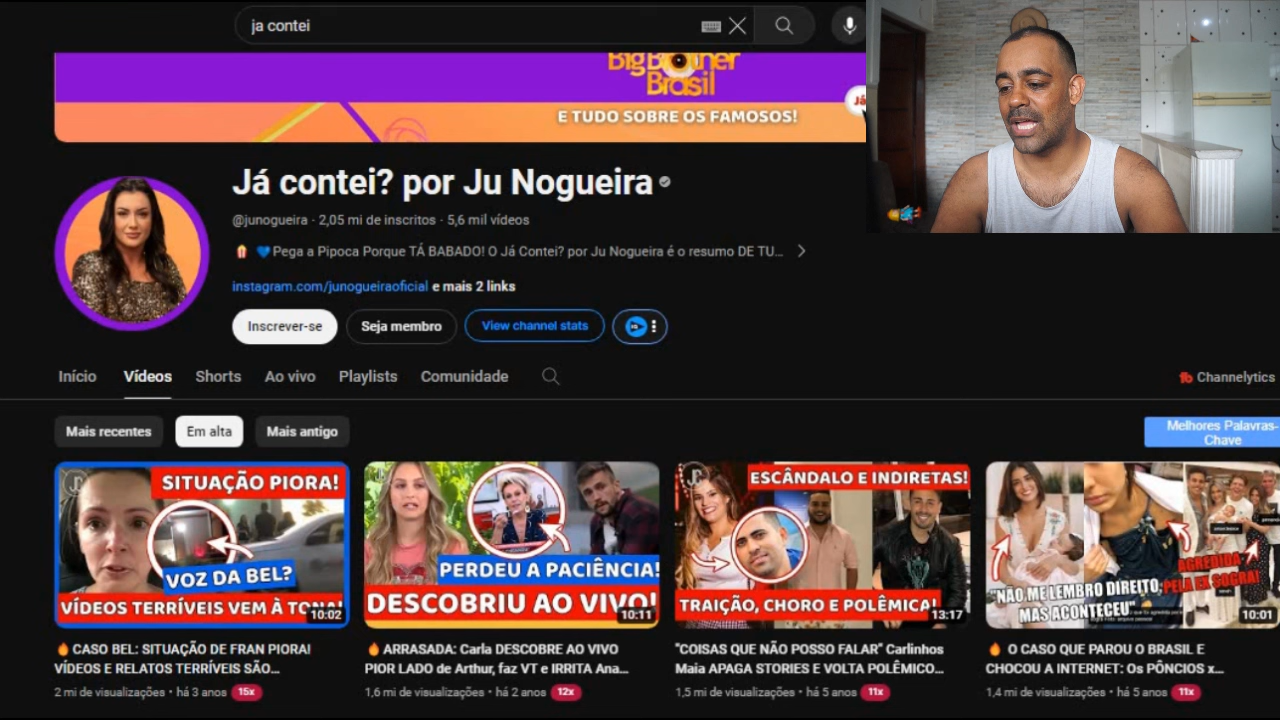 ja contei
Big Brother
Brasil
E TUDO SOBRE OS FAMOSOS!
Já
Já contei? por Ju Nogueira
@junogueira · 2,05 mi de inscritos · 5,6 mil vídeos
Pega a Pipoca Porque TÁ BABADO! O Já Contei? por Ju Nogueira é o resumo DE TU...
instagram.com/junogueiraoficial e mais 2 links
Inscrever-se
Seja membro
View channel stats
Início
Vídeos
Shorts
Ao vivo
Playlists
Comunidade
Channelytics
Mais recentes
Em alta
Mais antigo
Melhores Palavras-
Chave
SITUAÇÃO PIORA!
VOZ DA BEL?
VÍDEOS TERRÍVEIS VEM À TONA
10:02
PERDEU A PACIÊNCIA!
DESCOBRIU AO VIVO!
10:11
ESCÂNDALO E INDIRETAS!
TRAIÇÃO, CHORO E POLÊMICA!
13:17
AGREDIDA
PELA EX SOGRA!
"NÃO ME LEMBRO DIREITO,
MAS ACONTECEU"
10:01
CASO BEL: SITUAÇÃO DE FRAN PIORA!
VÍDEOS E RELATOS TERRÍVEIS SÃO...
2 mi de visualizações · há 3 anos 15x
ARRASADA: Carla DESCOBRE AO VIVO
PIOR LADO de Arthur, faz VT e IRRITA Ana...
1,6 mi de visualizações · há 2 anos 12x
"COISAS QUE NÃO POSSO FALAR" Carlinhos
Maia APAGA STORIES E VOLTA POLÊMICO...
1,5 mi de visualizações · há 5 anos 11x
O CASO QUE PAROU O BRASIL E
CHOCOU A INTERNET: Os PÔNCIOS x...
1,4 mi de visualizações · há 5 anos 11x